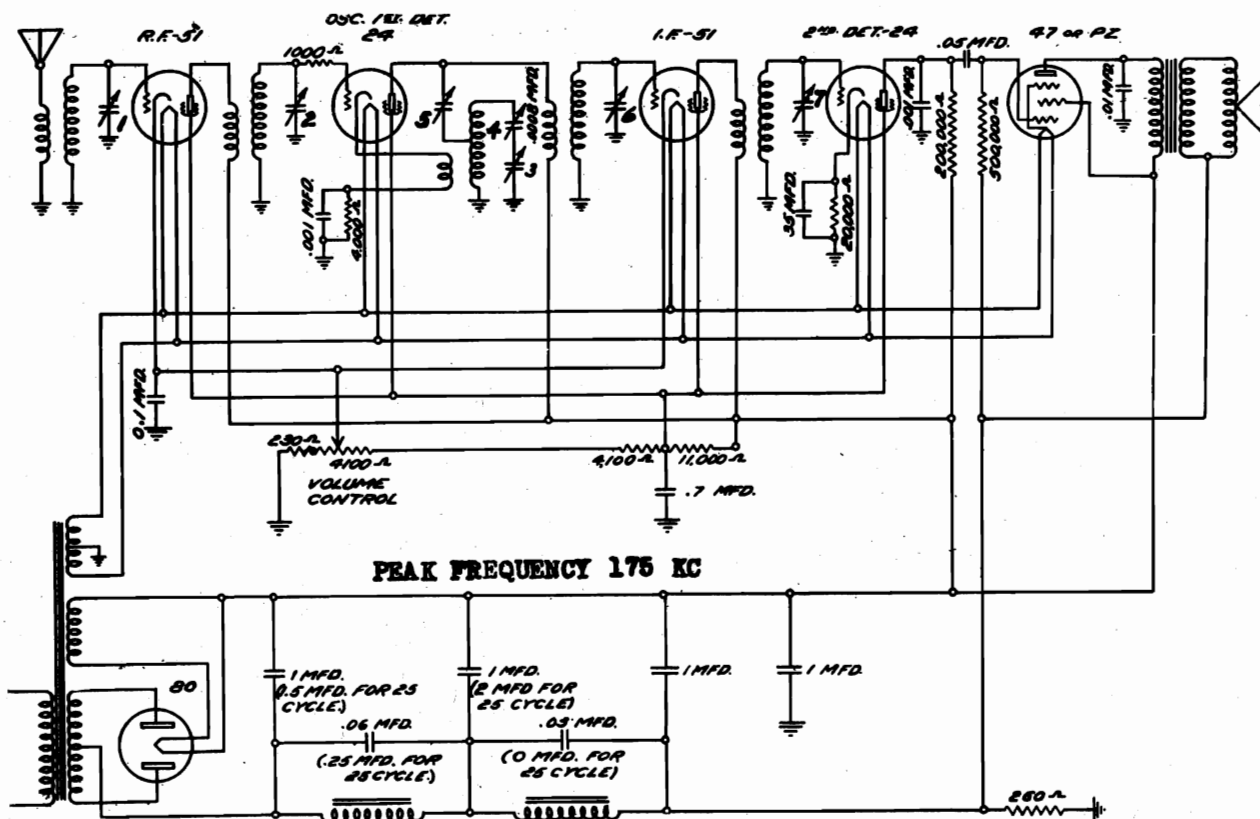 R.F.-51
OSC. 1ST. DET.
24
I.F.-51
2ND. DET.-24
47 OR PZ
1000 Ω
.05 MFD.
1
2
5
4
.0008 MFD.
3
6
7
.001 MFD.
200,000 Ω
500,000 Ω
.01 MFD.
.001 MFD.
4,000 Ω
.35 MFD.
20,000 Ω
0.1 MFD.
230 Ω
4100 Ω
VOLUME
CONTROL
4,100 Ω
11,000 Ω
.7 MFD.
PEAK FREQUENCY 175 KC
80
1 MFD.
(1.5 MFD. FOR 25
CYCLE.)
1 MFD.
(2 MFD FOR
25 CYCLE)
1 MFD.
1 MFD.
.06 MFD.
(.25 MFD. FOR
25 CYCLE.)
.03 MFD.
(0 MFD. FOR
25 CYCLE)
260 Ω